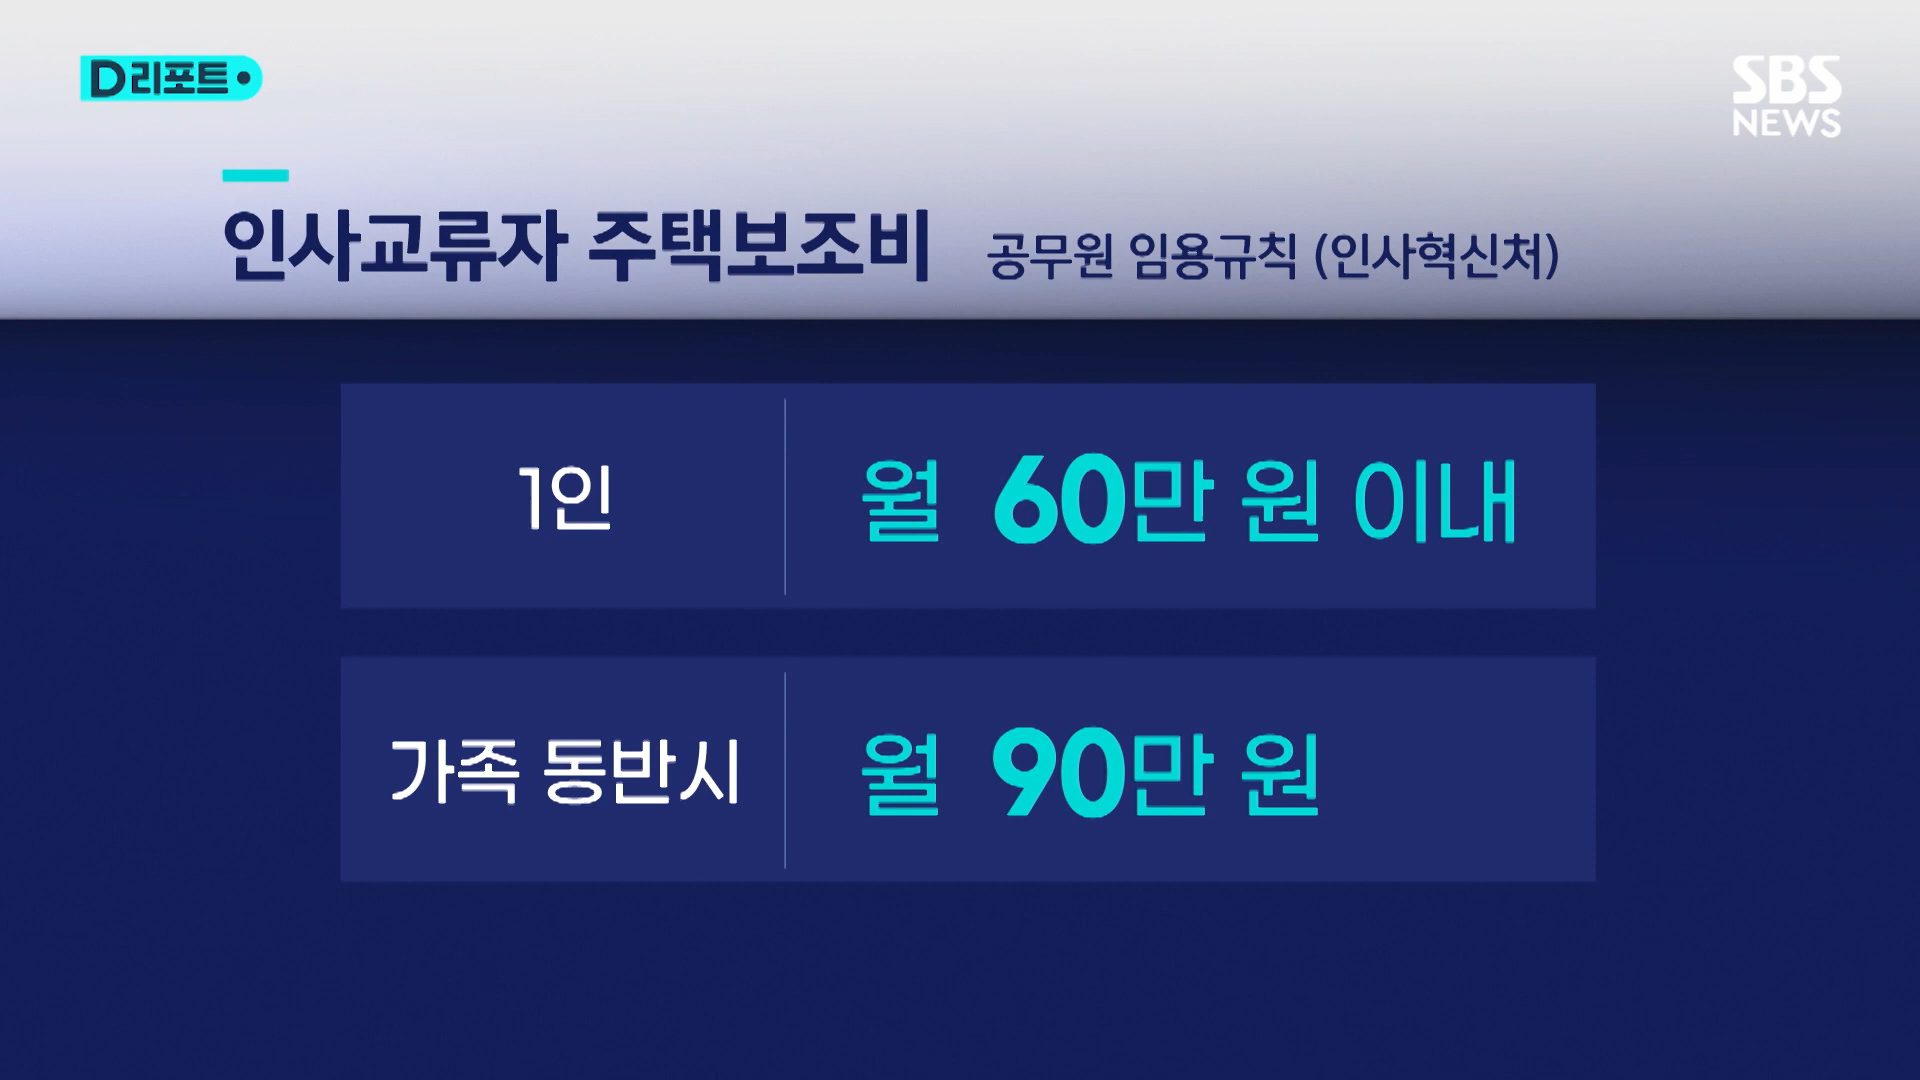 D리포트
SBS
NEWS
인사교류자 주택보조비 공무원 임용규칙 (인사혁신처)
1인 월 60만 원 이내
가족 동반시 월 90만 원